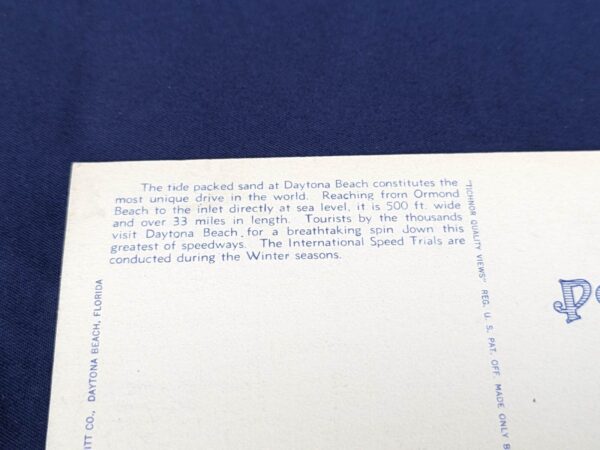 The tide packed sand at Daytona Beach constitutes the
most unique drive in the world. Reaching from Ormond
Beach to the inlet directly at sea level, it is 500 ft. wide
and over 33 miles in length. Tourists by the thousands
visit Daytona Beach for a breathtaking spin down this
greatest of speedways. The International Speed Trials are
conducted during the Winter seasons.
ITT CO., DAYTONA BEACH, FLORIDA
"TICHNOR QUALITY VIEWS" REG. U. S. PAT. OFF. MADE ONLY B
P